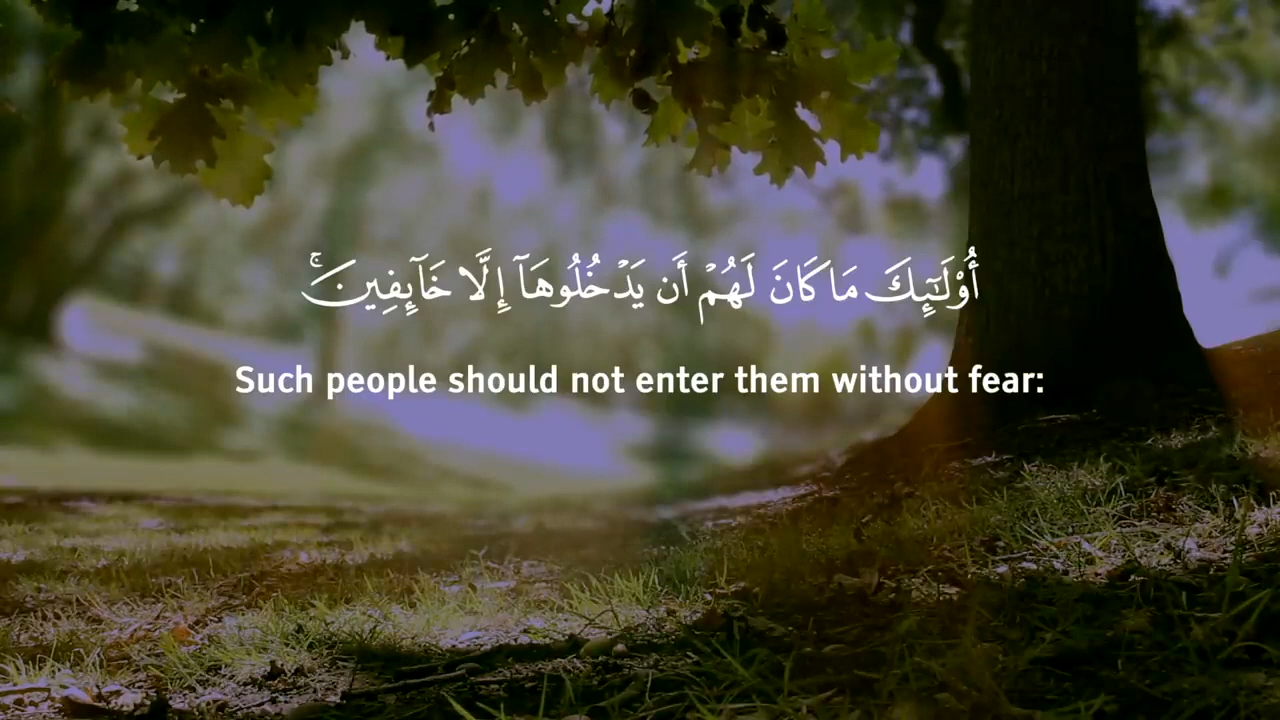 أُو۟لَـٰٓئِكَ مَا كَانَ لَهُمْ أَن يَدْخُلُوهَآ إِلَّا خَآئِفِينَ ۚ
Such people should not enter them without fear: